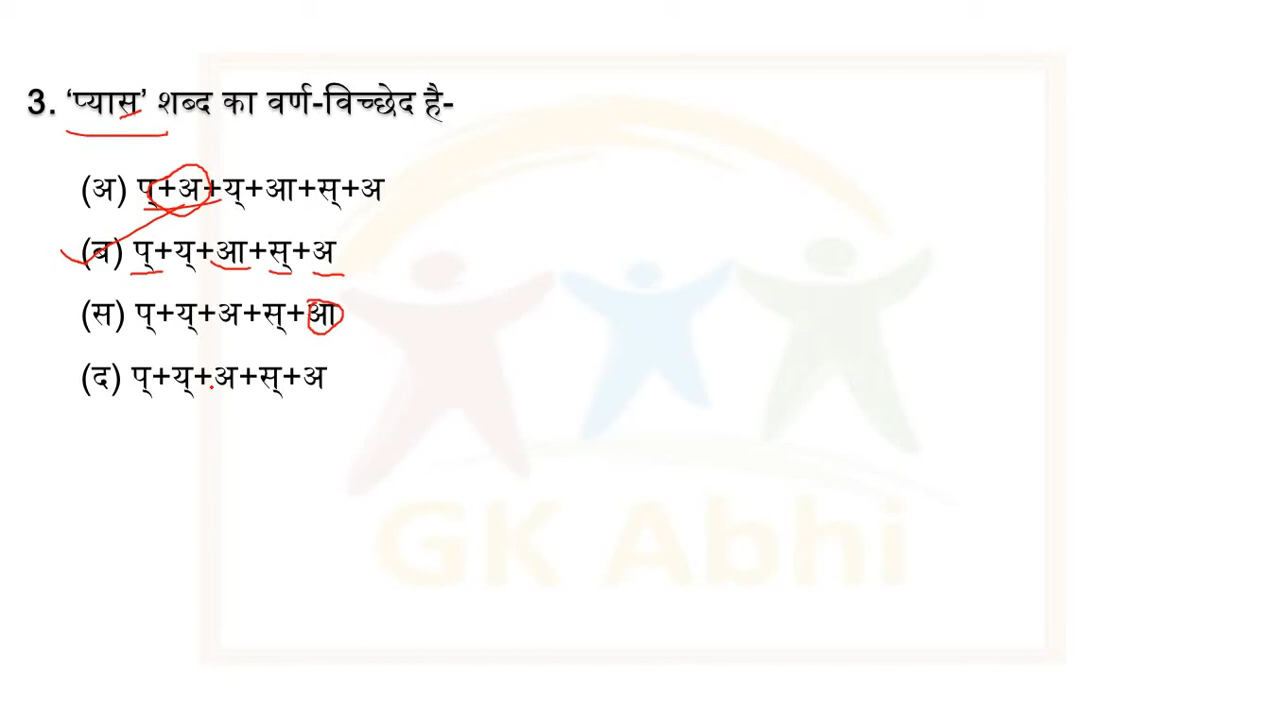 3. ‘प्यास’ शब्द का वर्ण-विच्छेद है-
(अ) प्+अ+य्+आ+स्+अ
(ब) प्+य्+आ+स्+अ
(स) प्+य्+अ+स्+आ
(द) प्+य्+अ+स्+अ
GK Abhi